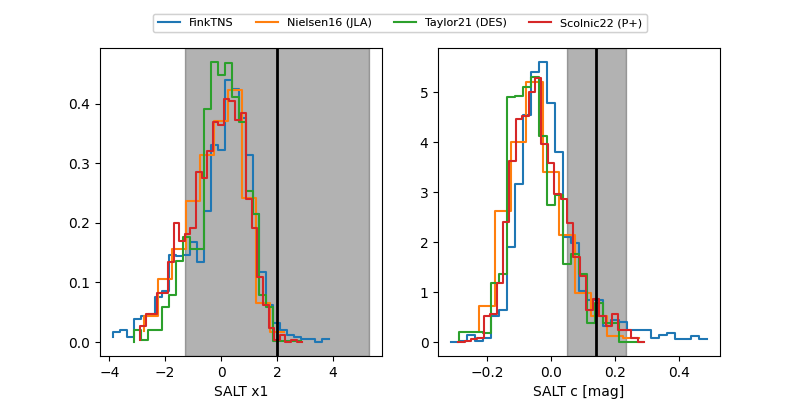 FinkTNS Nielsen16 (JLA) Taylor21 (DES) Scolnic22 (P+)
0.4
0.3
0.2
0.1
0.0
−4 −2 0 2 4
SALT x1
5
4
3
2
1
0
−0.2 0.0 0.2 0.4
SALT c [mag]